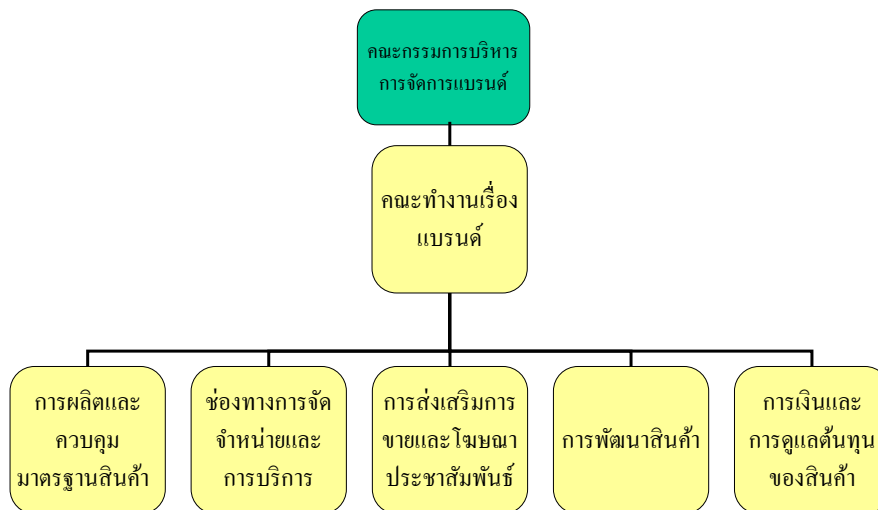 คณะกรรมการบริหาร
การจัดการแบรนด์
คณะทำงานเรื่อง
แบรนด์
การผลิตและ
ควบคุม
มาตรฐานสินค้า
ช่องทางการจัด
จำหน่ายและ
การบริการ
การส่งเสริมการ
ขายและโฆษณา
ประชาสัมพันธ์
การพัฒนาสินค้า
การเงินและ
การดูแลต้นทุน
ของสินค้า